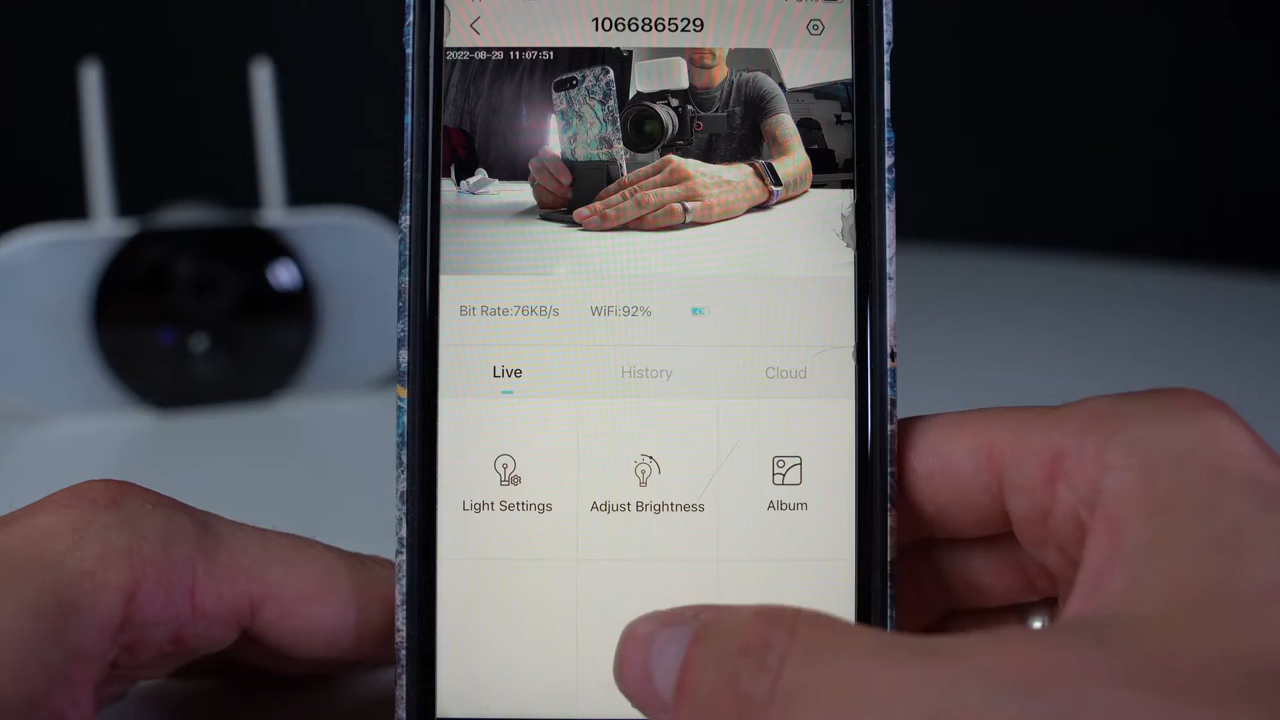 106686529
2022-08-29 11:07:51
Bit Rate:76KB/s WiFi:92%
Live History Cloud
Light Settings Adjust Brightness Album